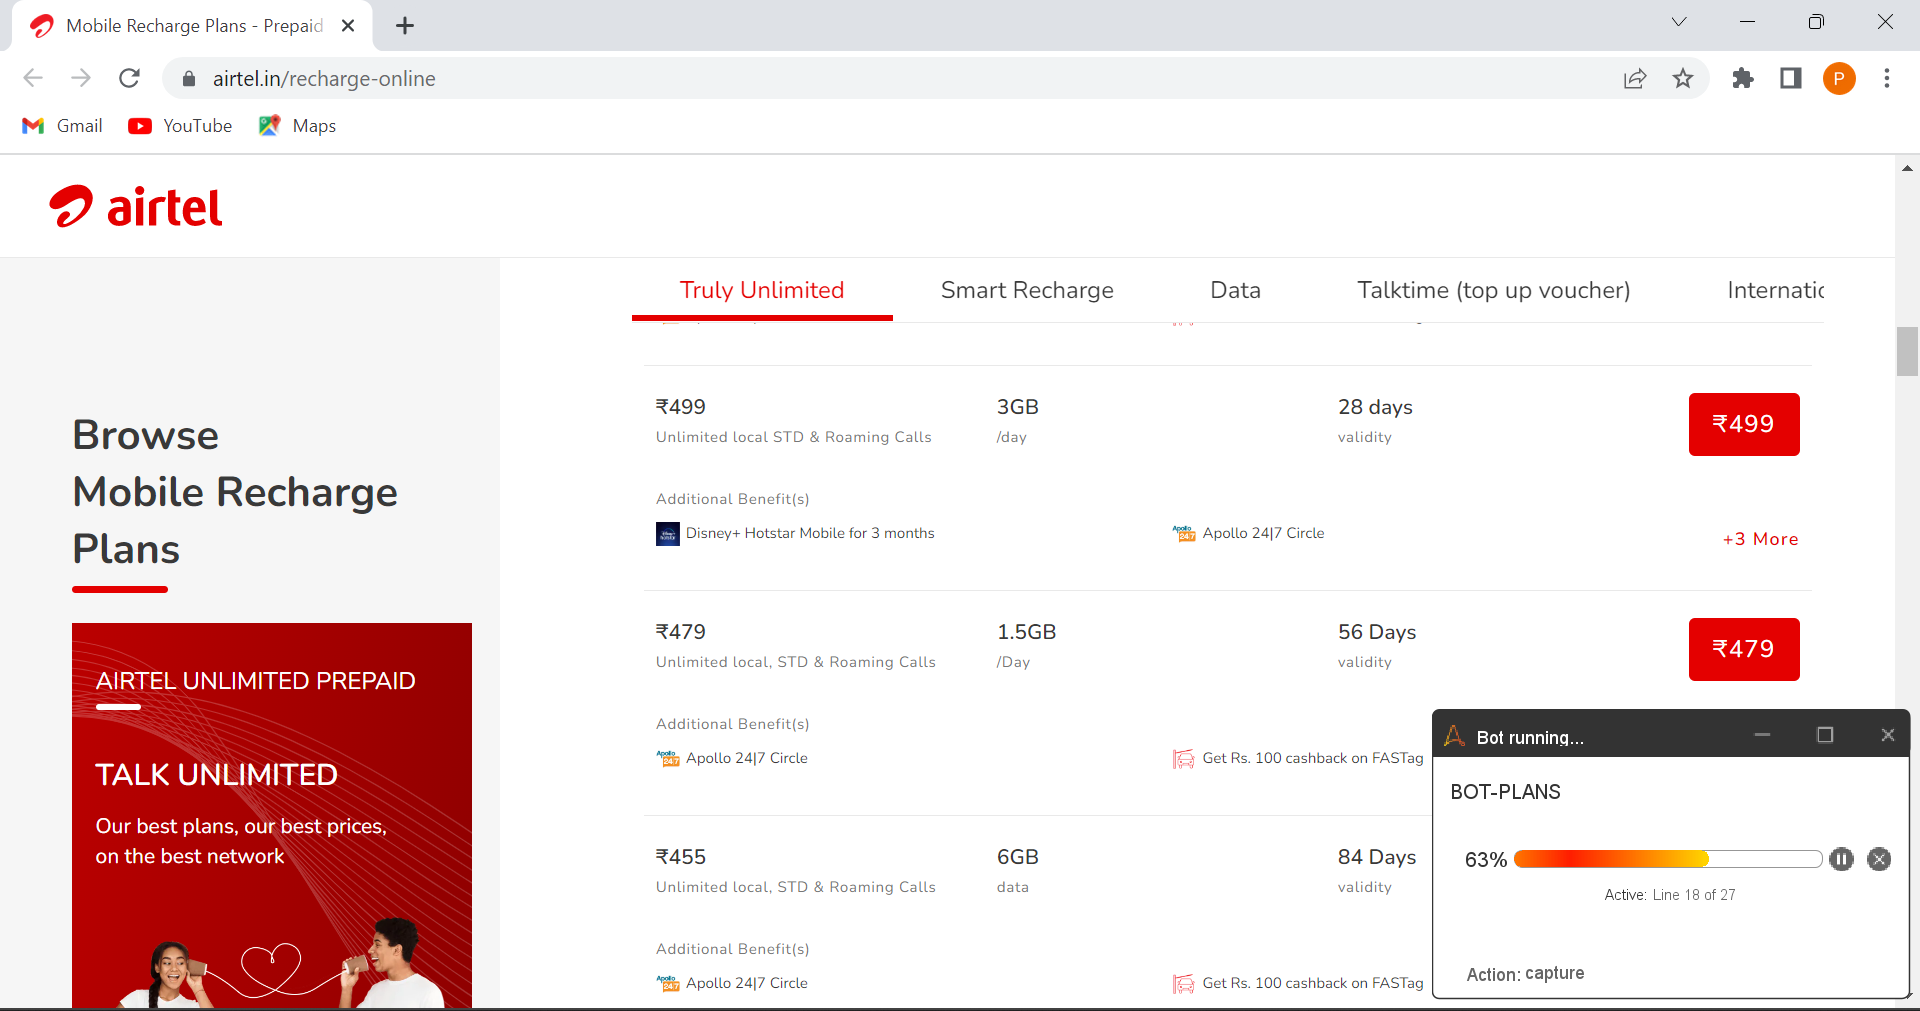 Mobile Recharge Plans - Prepaid
airtel.in/recharge-online
P
Gmail
YouTube
Maps
airtel
Truly Unlimited
Smart Recharge
Data
Talktime (top up voucher)
Internatic
Browse
Mobile Recharge
Plans
AIRTEL UNLIMITED PREPAID
TALK UNLIMITED
Our best plans, our best prices,
on the best network
₹499 3GB 28 days ₹499
Unlimited local STD & Roaming Calls /day validity
Additional Benefit(s)
Disney+ Hotstar Mobile for 3 months Apollo 24|7 Circle
+3 More
₹479 1.5GB 56 Days ₹479
Unlimited local, STD & Roaming Calls /Day validity
Additional Benefit(s)
Apollo 24|7 Circle Get Rs. 100 cashback on FASTag
₹455 6GB 84 Days
Unlimited local, STD & Roaming Calls data validity
Additional Benefit(s)
Apollo 24|7 Circle Get Rs. 100 cashback on FASTag
Bot running...
BOT-PLANS
63%
Active: Line 18 of 27
Action: capture